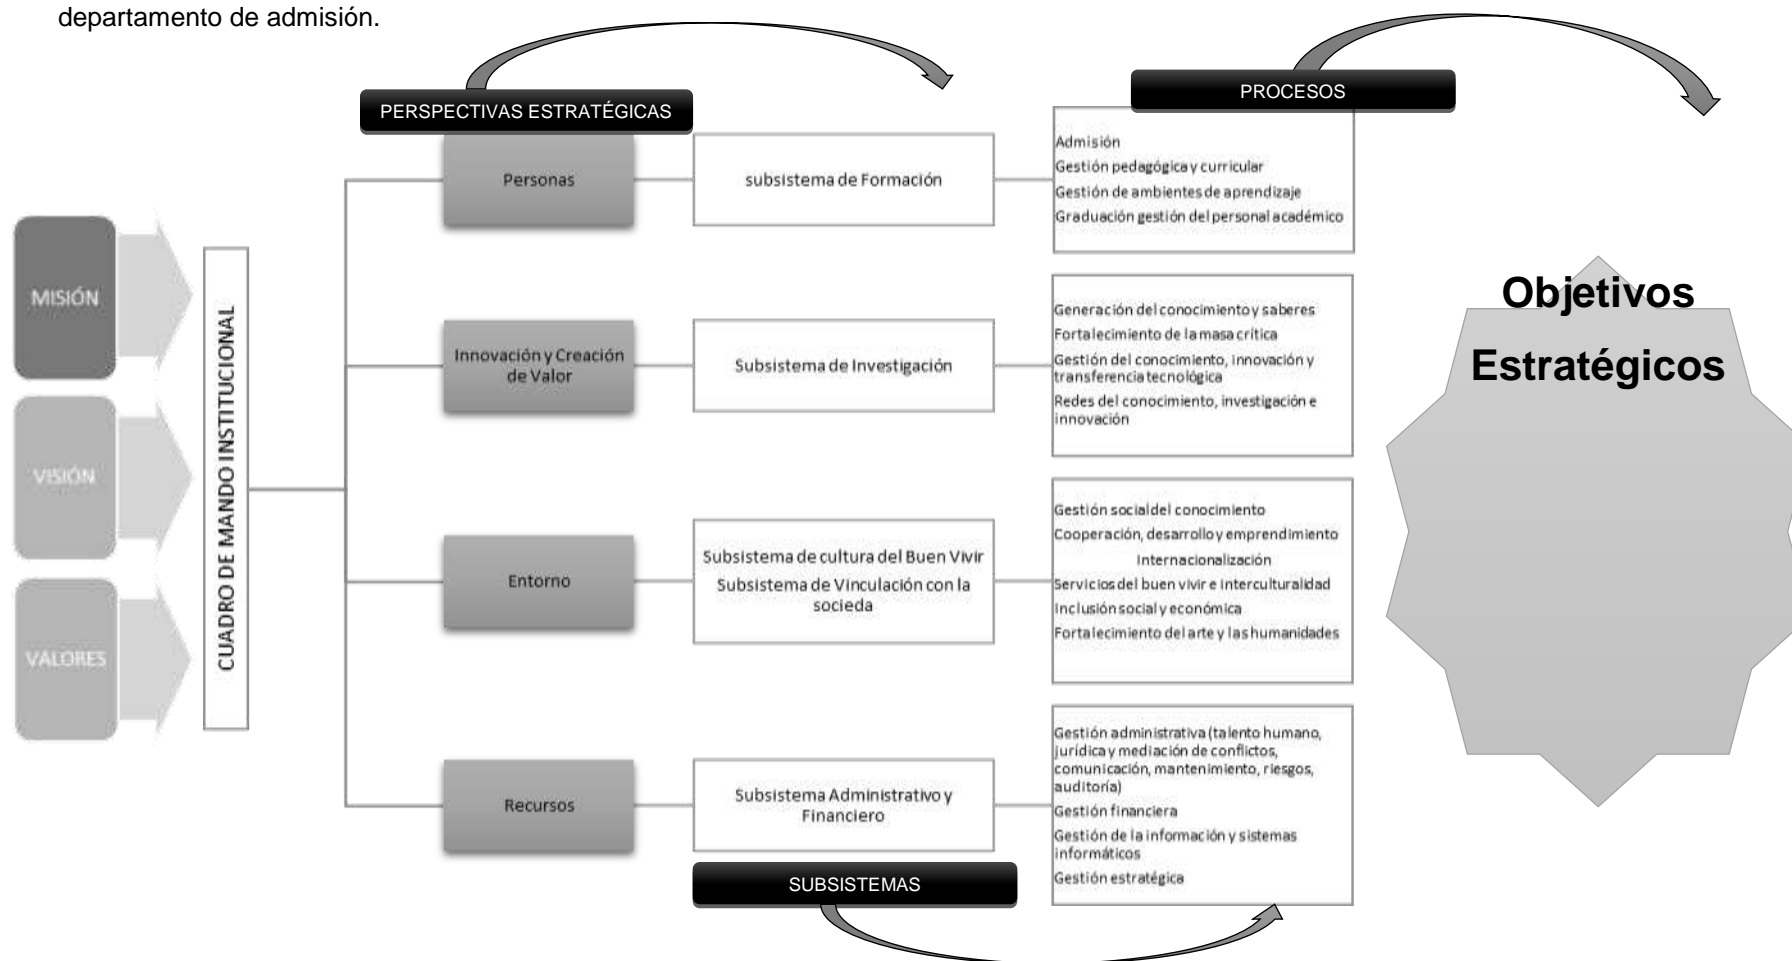 departamento de admisión.
PERSPECTIVAS ESTRATÉGICAS
PROCESOS
MISIÓN
VISIÓN
VALORES
CUADRO DE MANDO INSTITUCIONAL
Personas
subsistema de Formación
Admisión
Gestión pedagógica y curricular
Gestión de ambientes de aprendizaje
Graduación gestión del personal académico
Innovación y Creación
de Valor
Subsistema de Investigación
Generación del conocimiento y saberes
Fortalecimiento de la masa crítica
Gestión del conocimiento, innovación y
transferencia tecnológica
Redes del conocimiento, investigación e
innovación
Entorno
Subsistema de cultura del Buen Vivir
Subsistema de Vinculación con la
socieda
Gestión social del conocimiento
Cooperación, desarrollo y emprendimiento
Internacionalización
Servicios del buen vivir e interculturalidad
Inclusión social y económica
Fortalecimiento del arte y las humanidades
Recursos
Subsistema Administrativo y
Financiero
Gestión administrativa (talento humano,
jurídica y mediación de conflictos,
comunicación, mantenimiento, riesgos,
auditoría)
Gestión financiera
Gestión de la información y sistemas
informáticos
Gestión estratégica
SUBSISTEMAS
Objetivos
Estratégicos